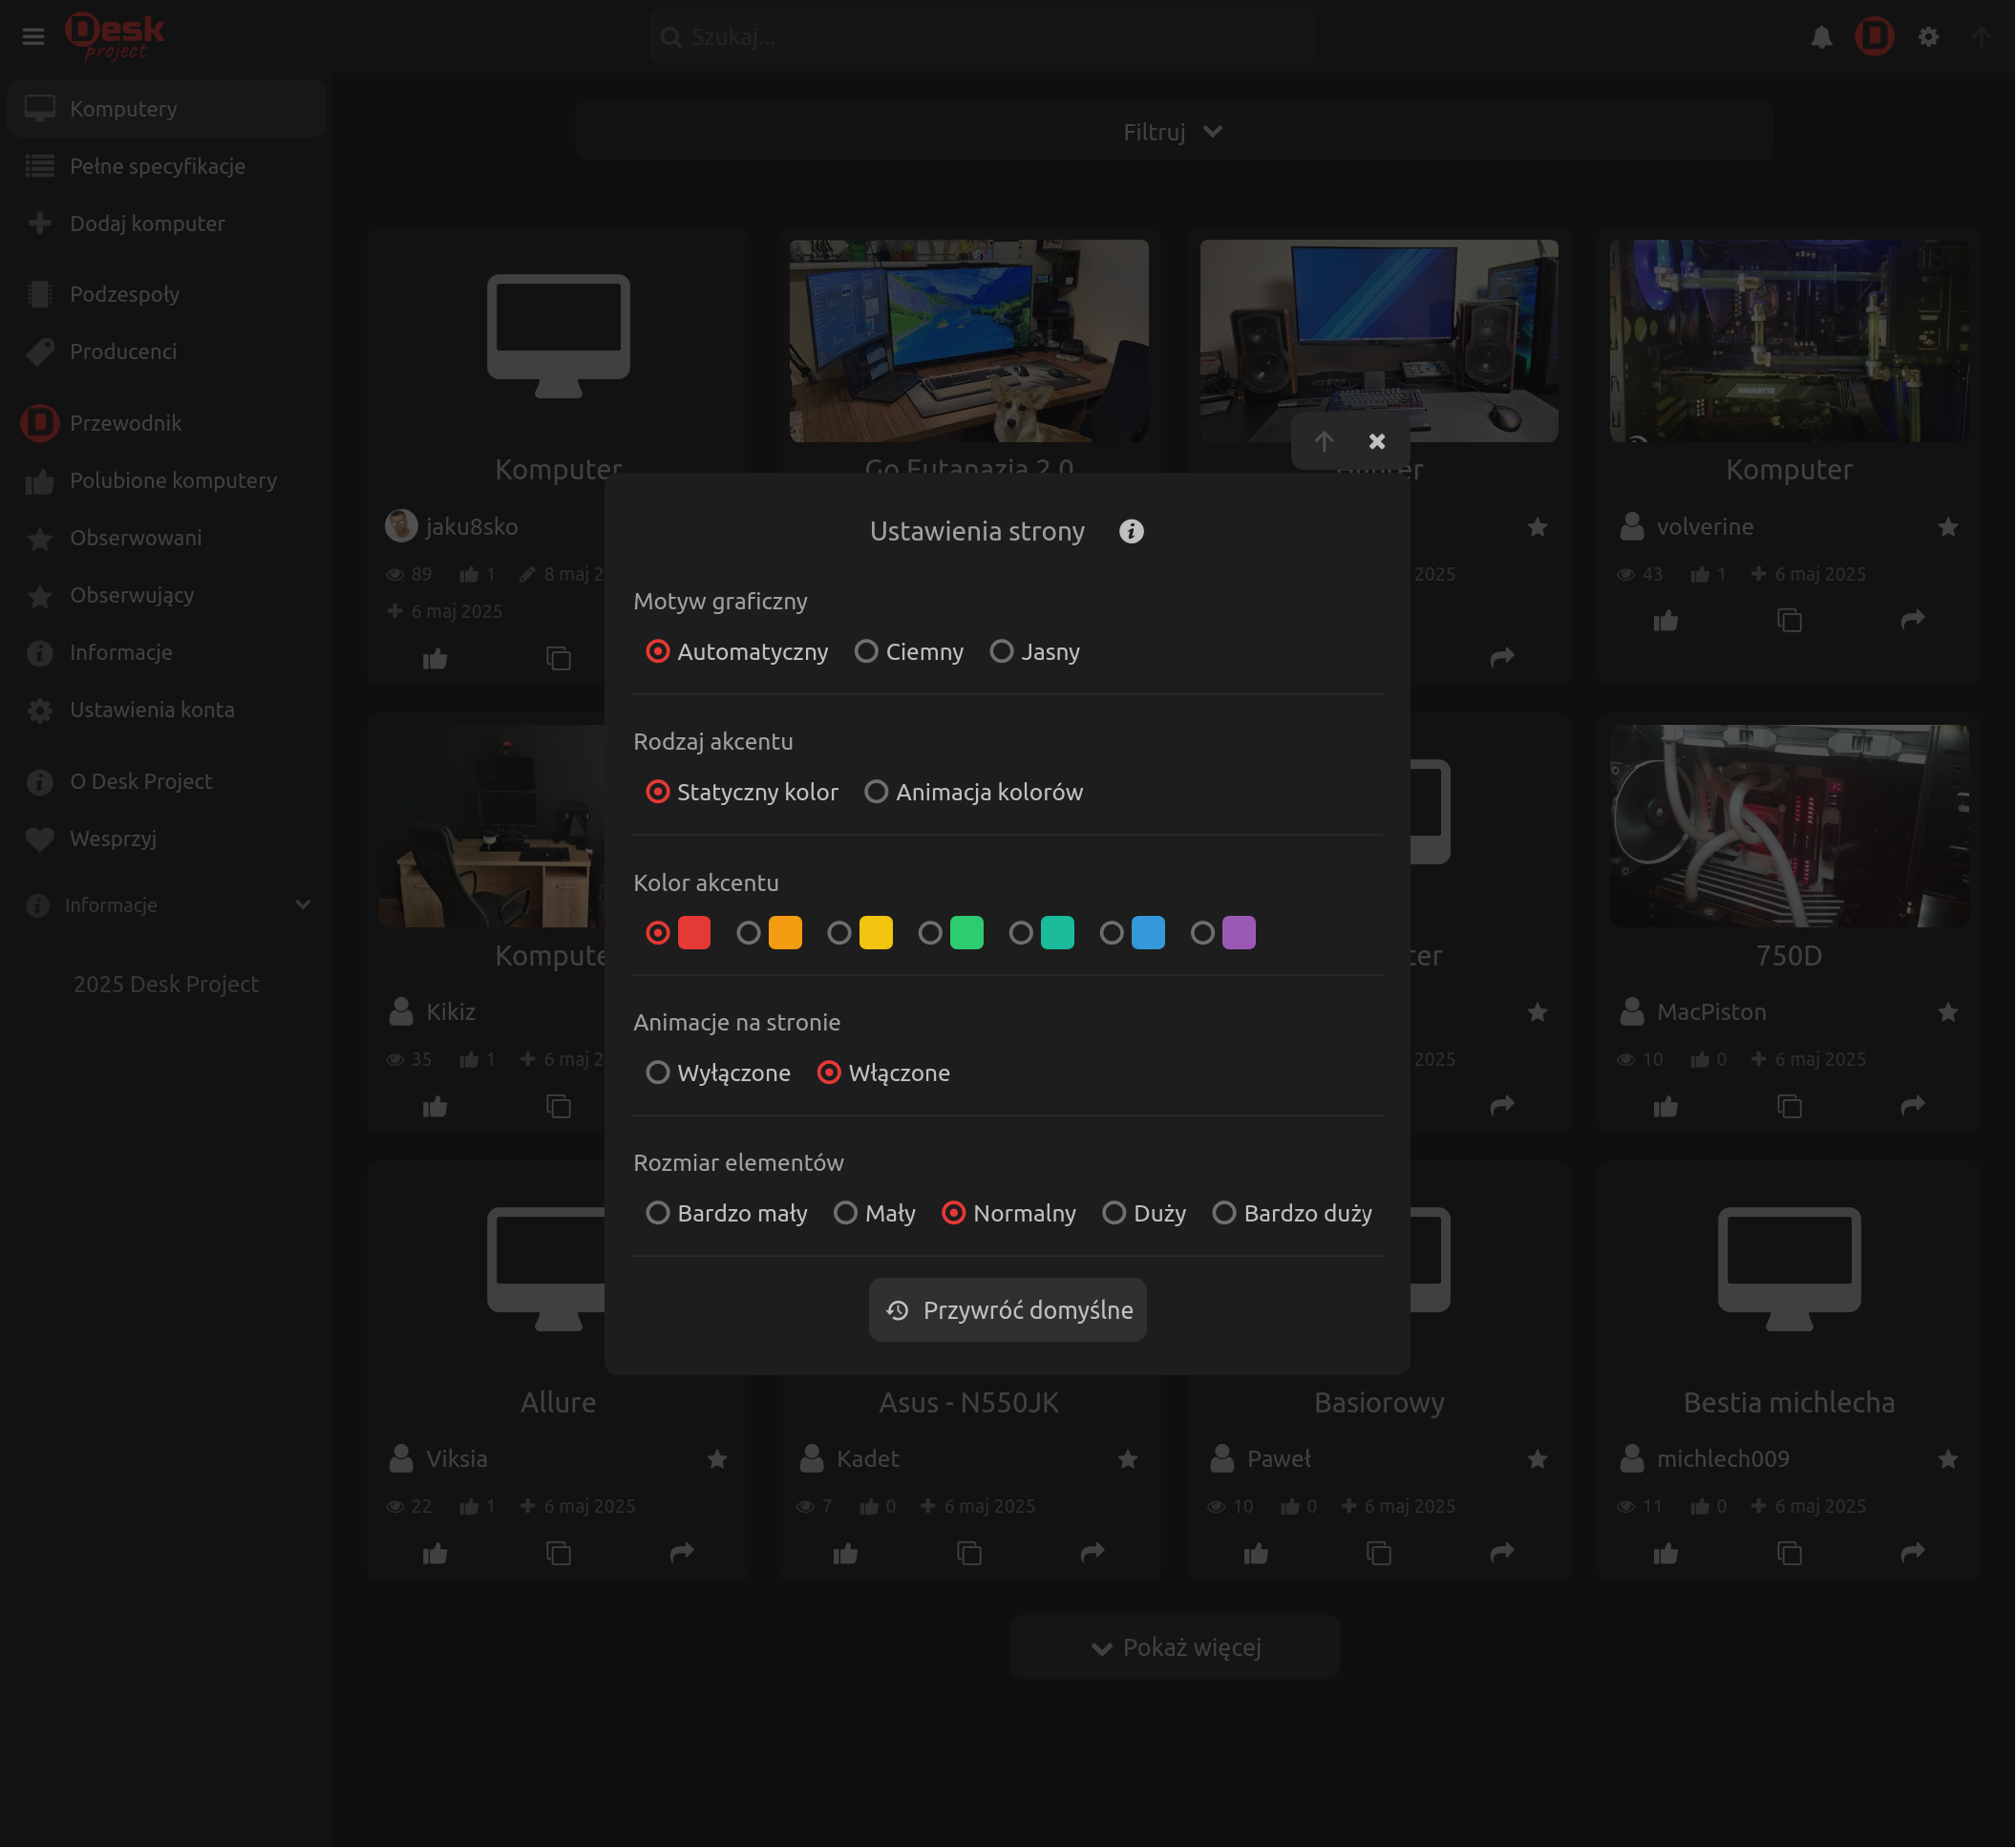 Desk
project
Szukaj...
Komputery
Pełne specyfikacje
Dodaj komputer
Podzespoły
Producenci
Przewodnik
Polubione komputery
Obserwowani
Obserwujący
Informacje
Ustawienia konta
O Desk Project
Wesprzyj
Informacje
2025 Desk Project
Filtruj
Komputer
jaku8sko
89 1 8 maj 2
6 maj 2025
Go Eutanazja 2.0
GIGABYTE
Komputer
volverine
43 1 6 maj 2025
2025
Ustawienia strony
Motyw graficzny
Automatyczny Ciemny Jasny
Rodzaj akcentu
Statyczny kolor Animacja kolorów
Kolor akcentu
Animacje na stronie
Wyłączone Włączone
Rozmiar elementów
Bardzo mały Mały Normalny Duży Bardzo duży
Przywróć domyślne
Kompute
Kikiz
35 1 6 maj 2
ter
2025
750D
MacPiston
10 0 6 maj 2025
Allure
Viksia
22 1 6 maj 2025
Asus - N550JK
Kadet
7 0 6 maj 2025
Basiorowy
Paweł
10 0 6 maj 2025
Bestia michlecha
michlech009
11 0 6 maj 2025
Pokaż więcej